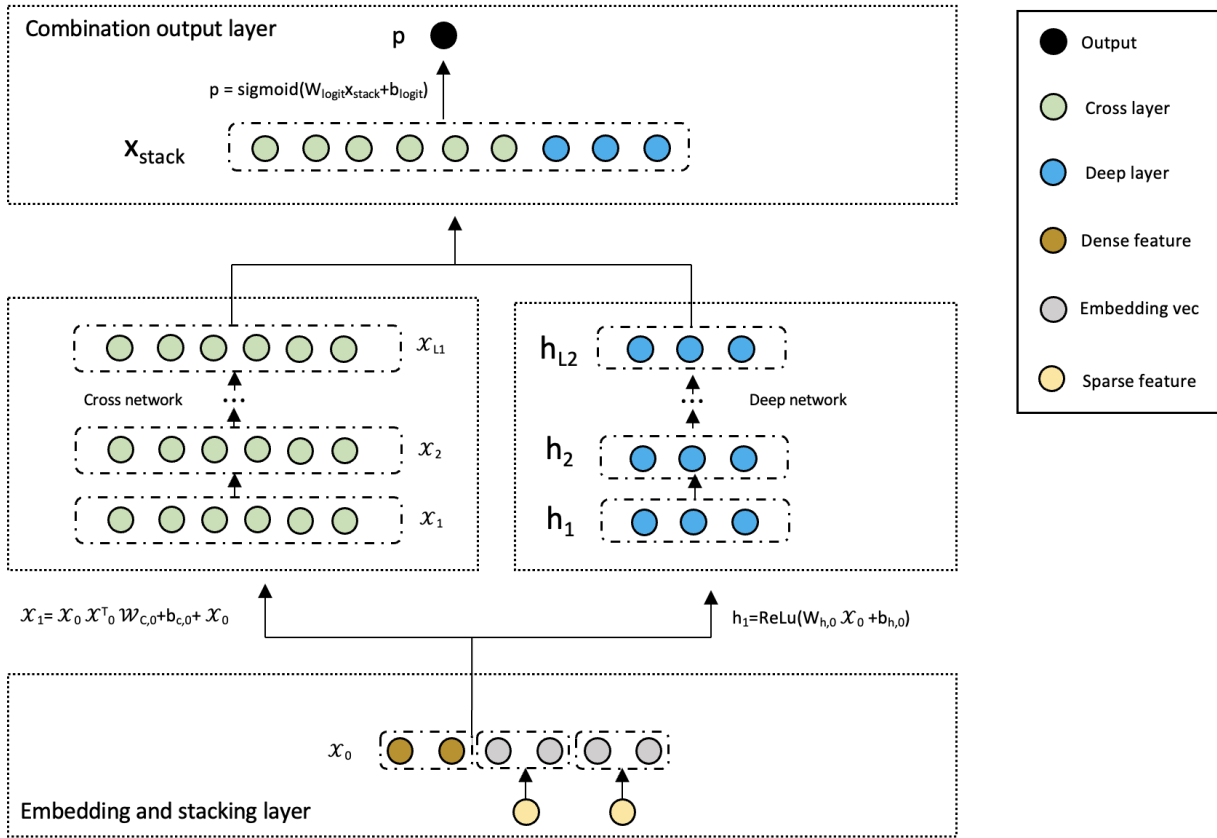 Combination output layer
p
p = sigmoid(W_logit x_stack+b_logit)
x_stack
𝒳_L1
Cross network
...
𝒳_2
𝒳_1
h_L2
Deep network
...
h_2
h_1
𝒳_1= 𝒳_0 𝒳^T_0 𝒲_C,0+b_c,0+ 𝒳_0
h_1=ReLu(W_h,0 𝒳_0 +b_h,0)
𝒳_0
Embedding and stacking layer
Output
Cross layer
Deep layer
Dense feature
Embedding vec
Sparse feature